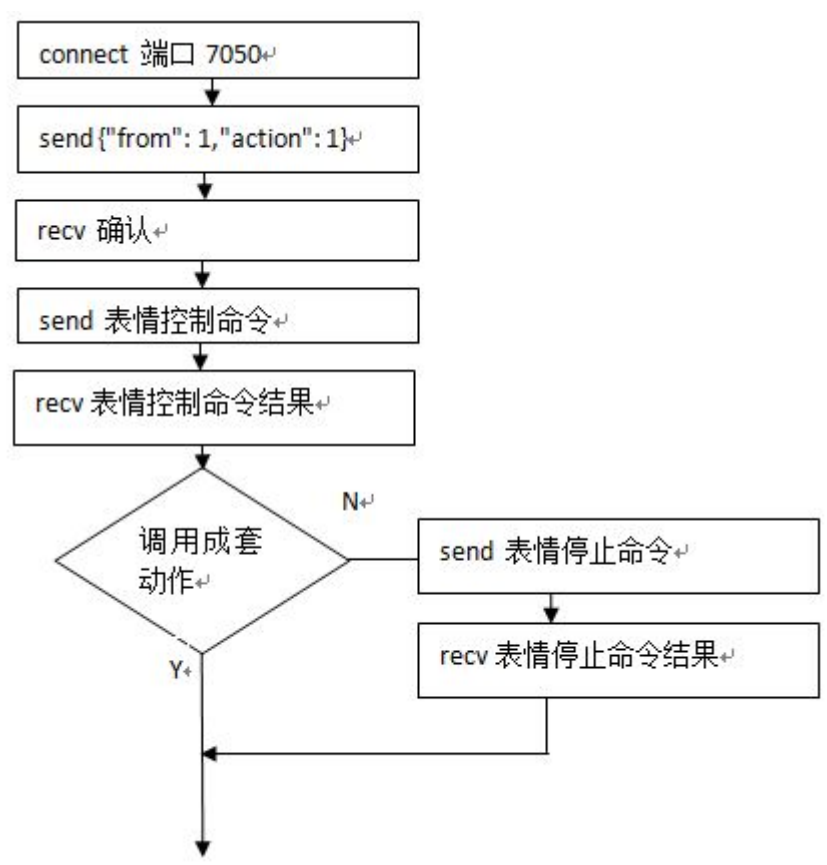 connect 端口 7050↵
send {"from": 1,"action": 1}↵
recv 确认↵
send 表情控制命令↵
recv 表情控制命令结果↵
调用成套
动作↵
N↵
send 表情停止命令↵
recv 表情停止命令结果↵
Y↵